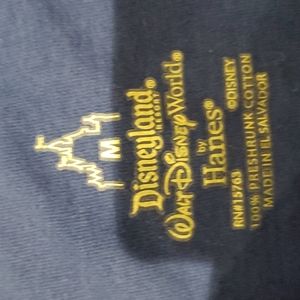 M
Disneyland®
RESORT
WALT DISNEY World®
by
Hanes®
©DISNEY
RN#15763
100% PRESHRUNK COTTON
MADE IN EL SALVADOR